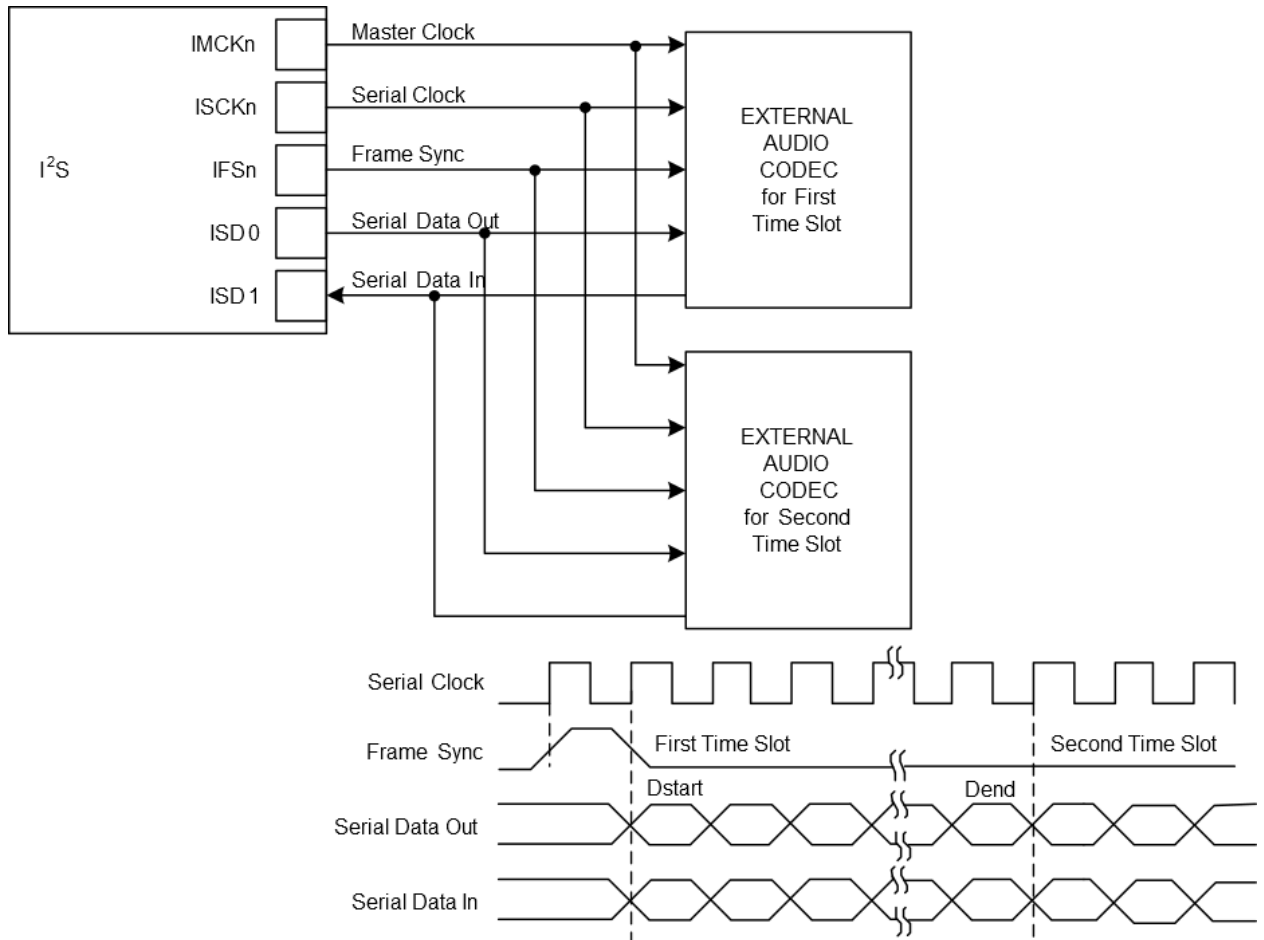 IMCKn
Master Clock
ISCKn
Serial Clock
I²S
IFSn
Frame Sync
ISD0
Serial Data Out
ISD1
Serial Data In
EXTERNAL
AUDIO
CODEC
for First
Time Slot
EXTERNAL
AUDIO
CODEC
for Second
Time Slot
Serial Clock
Frame Sync
First Time Slot
Second Time Slot
Dstart
Dend
Serial Data Out
Serial Data In